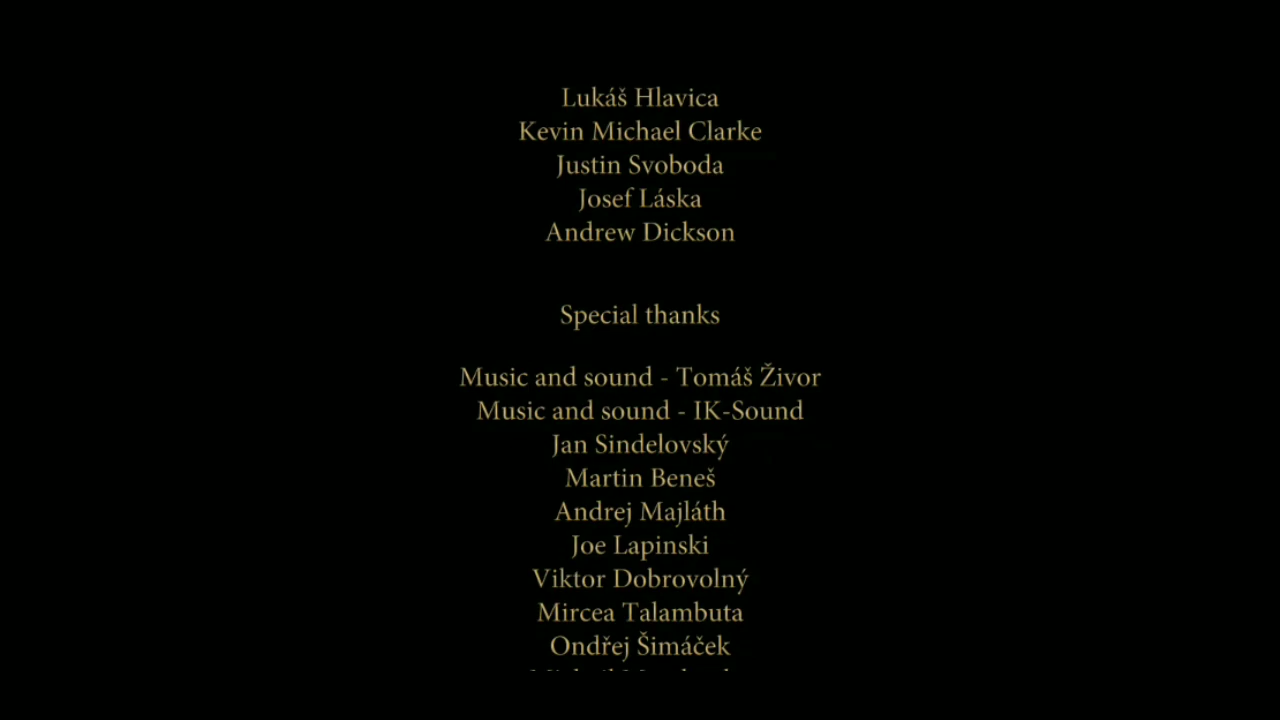 Lukáš Hlavica
Kevin Michael Clarke
Justin Svoboda
Josef Láska
Andrew Dickson
Special thanks
Music and sound - Tomáš Živor
Music and sound - IK-Sound
Jan Sindelovský
Martin Beneš
Andrej Majláth
Joe Lapinski
Viktor Dobrovolný
Mircea Talambuta
Ondřej Šimáček